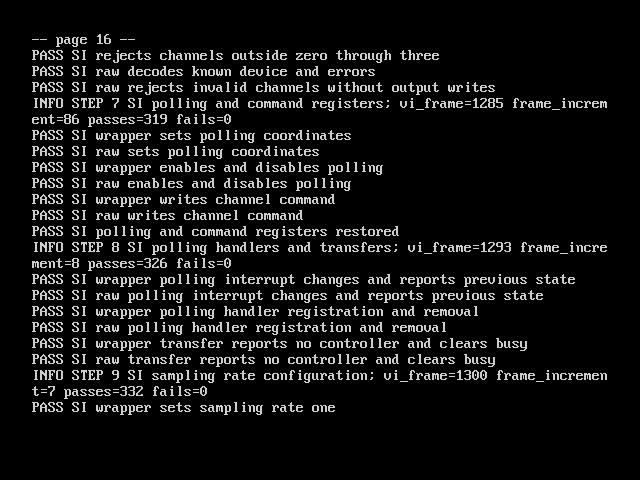 -- page 16 --
PASS SI rejects channels outside zero through three
PASS SI raw decodes known device and errors
PASS SI raw rejects invalid channels without output writes
INFO STEP 7 SI polling and command registers; vi_frame=1285 frame_increm
ent=86 passes=319 fails=0
PASS SI wrapper sets polling coordinates
PASS SI raw sets polling coordinates
PASS SI wrapper enables and disables polling
PASS SI raw enables and disables polling
PASS SI wrapper writes channel command
PASS SI raw writes channel command
PASS SI polling and command registers restored
INFO STEP 8 SI polling handlers and transfers; vi_frame=1293 frame_incre
ment=8 passes=326 fails=0
PASS SI wrapper polling interrupt changes and reports previous state
PASS SI raw polling interrupt changes and reports previous state
PASS SI wrapper polling handler registration and removal
PASS SI raw polling handler registration and removal
PASS SI wrapper transfer reports no controller and clears busy
PASS SI raw transfer reports no controller and clears busy
INFO STEP 9 SI sampling rate configuration; vi_frame=1300 frame_incremen
t=7 passes=332 fails=0
PASS SI wrapper sets sampling rate one